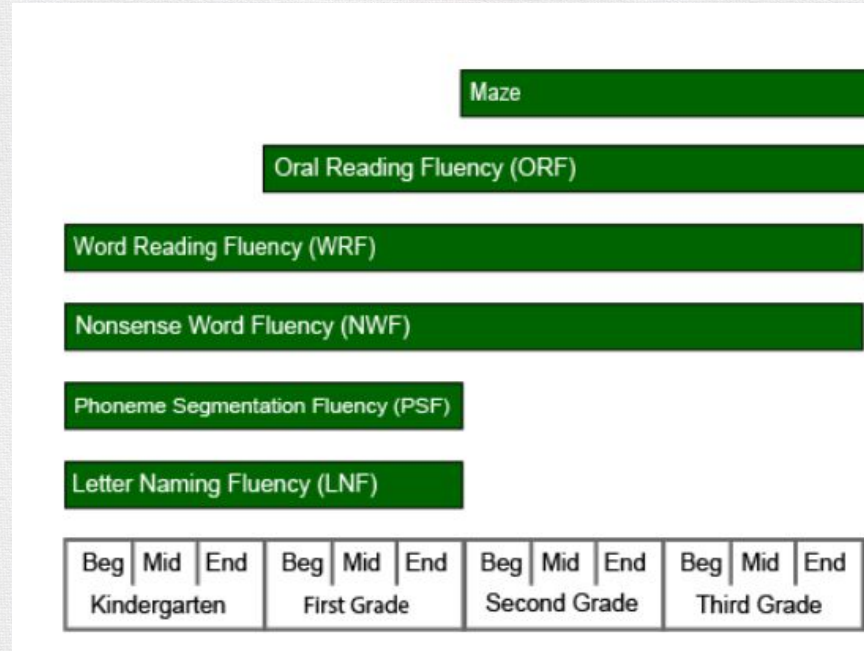 Maze
Oral Reading Fluency (ORF)
Word Reading Fluency (WRF)
Nonsense Word Fluency (NWF)
Phoneme Segmentation Fluency (PSF)
Letter Naming Fluency (LNF)
Beg Mid End Beg Mid End Beg Mid End Beg Mid End
Kindergarten First Grade Second Grade Third Grade